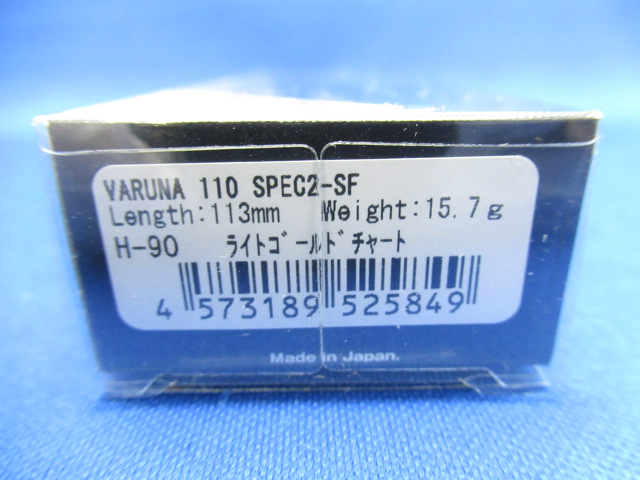 VARUNA 110 SPEC2-SF
Length:113mm Weight:15.7g
H-90 ﾗｲﾄｺﾞｰﾙﾄﾞﾁｬｰﾄ
4 573189 525849
Made in Japan.